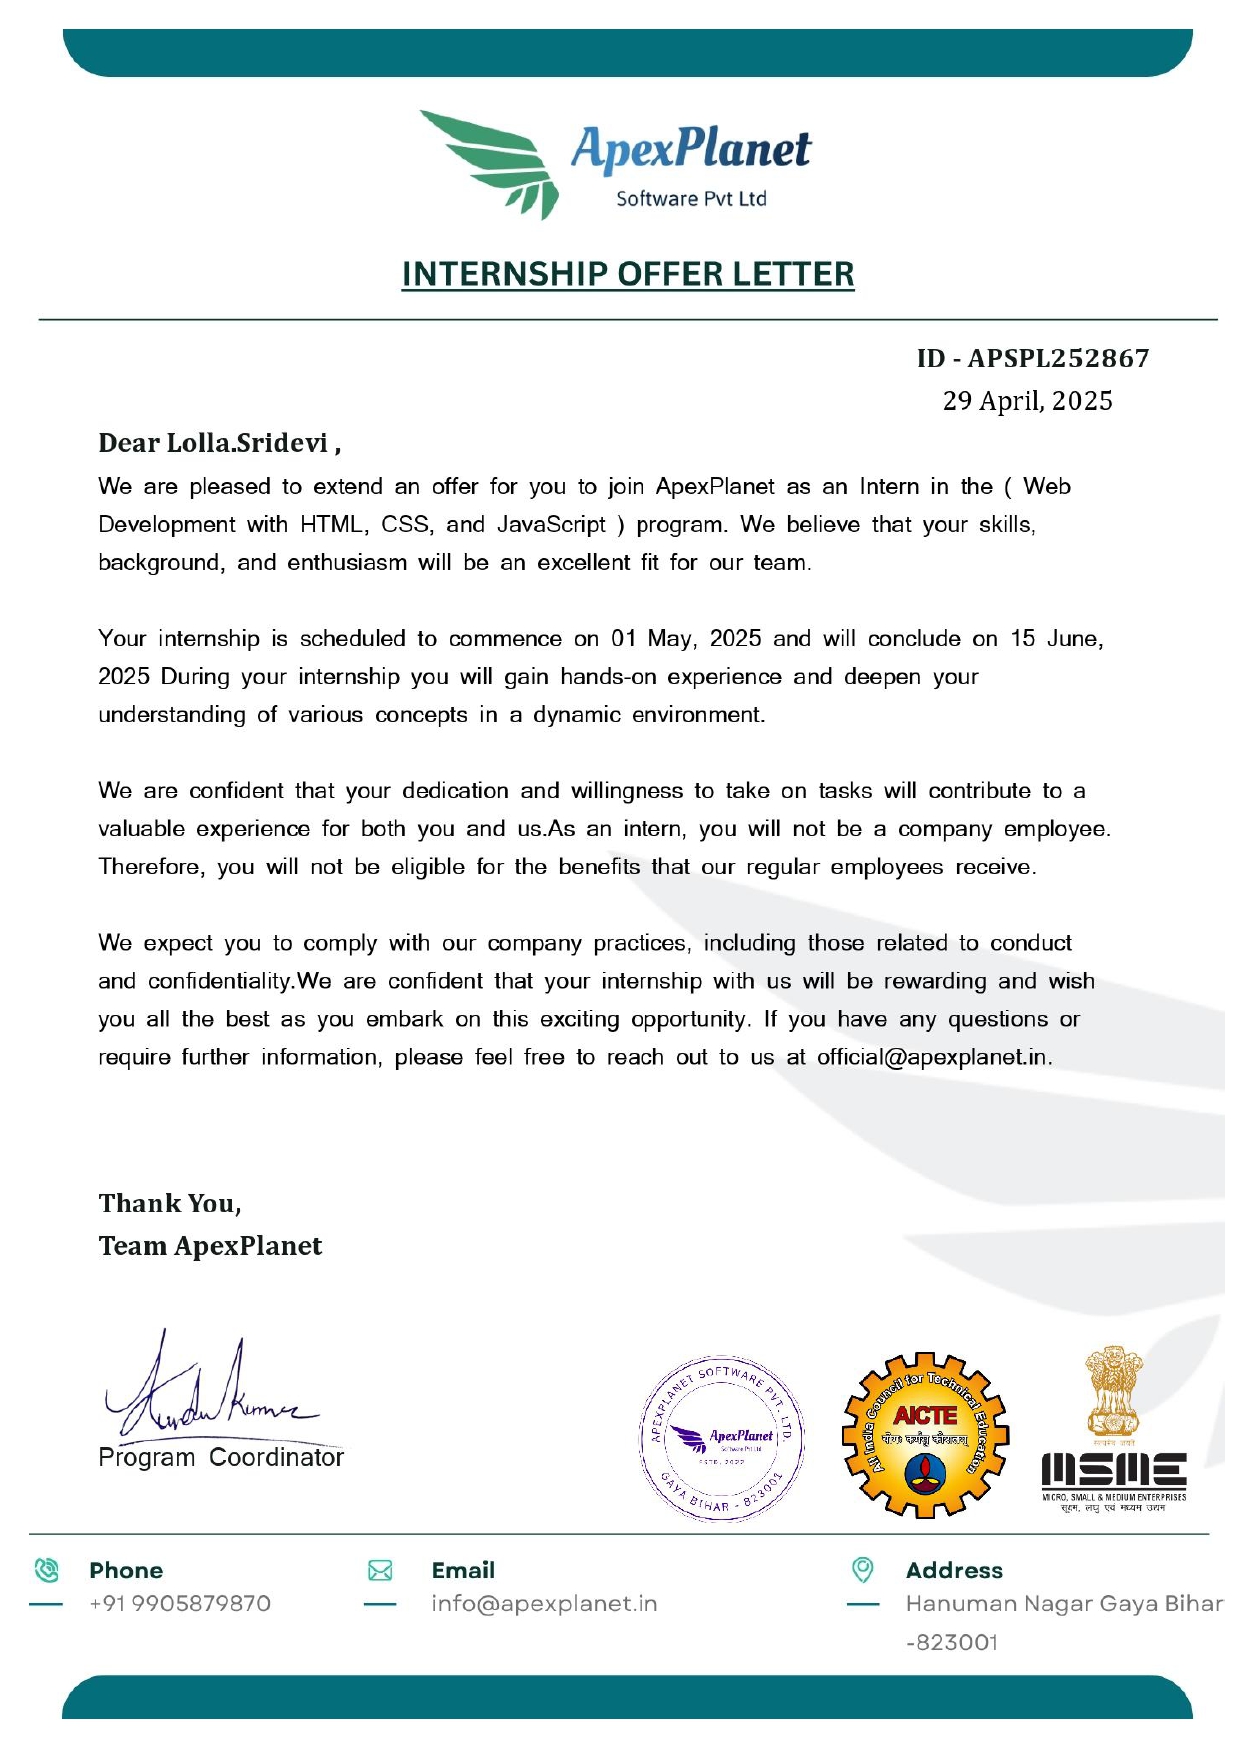 ApexPlanet
Software Pvt Ltd
INTERNSHIP OFFER LETTER
ID - APSPL252867
29 April, 2025
Dear Lolla.Sridevi ,
We are pleased to extend an offer for you to join ApexPlanet as an Intern in the ( Web
Development with HTML, CSS, and JavaScript ) program. We believe that your skills,
background, and enthusiasm will be an excellent fit for our team.
Your internship is scheduled to commence on 01 May, 2025 and will conclude on 15 June,
2025 During your internship you will gain hands-on experience and deepen your
understanding of various concepts in a dynamic environment.
We are confident that your dedication and willingness to take on tasks will contribute to a
valuable experience for both you and us.As an intern, you will not be a company employee.
Therefore, you will not be eligible for the benefits that our regular employees receive.
We expect you to comply with our company practices, including those related to conduct
and confidentiality.We are confident that your internship with us will be rewarding and wish
you all the best as you embark on this exciting opportunity. If you have any questions or
require further information, please feel free to reach out to us at official@apexplanet.in.
Thank You,
Team ApexPlanet
Program Coordinator
APEXPLANET SOFTWARE PVT. LTD.
ApexPlanet
Software Pvt Ltd
ESTD. 2022
GAYA BIHAR - 823001
All India Council for Technical Education
AICTE
योगः कर्मसु कौशलम्
सत्यमेव जयते
MSME
MICRO, SMALL & MEDIUM ENTERPRISES
सूक्ष्म, लघु एवं मध्यम उद्यम
Phone
+91 9905879870
Email
info@apexplanet.in
Address
Hanuman Nagar Gaya Bihar
-823001